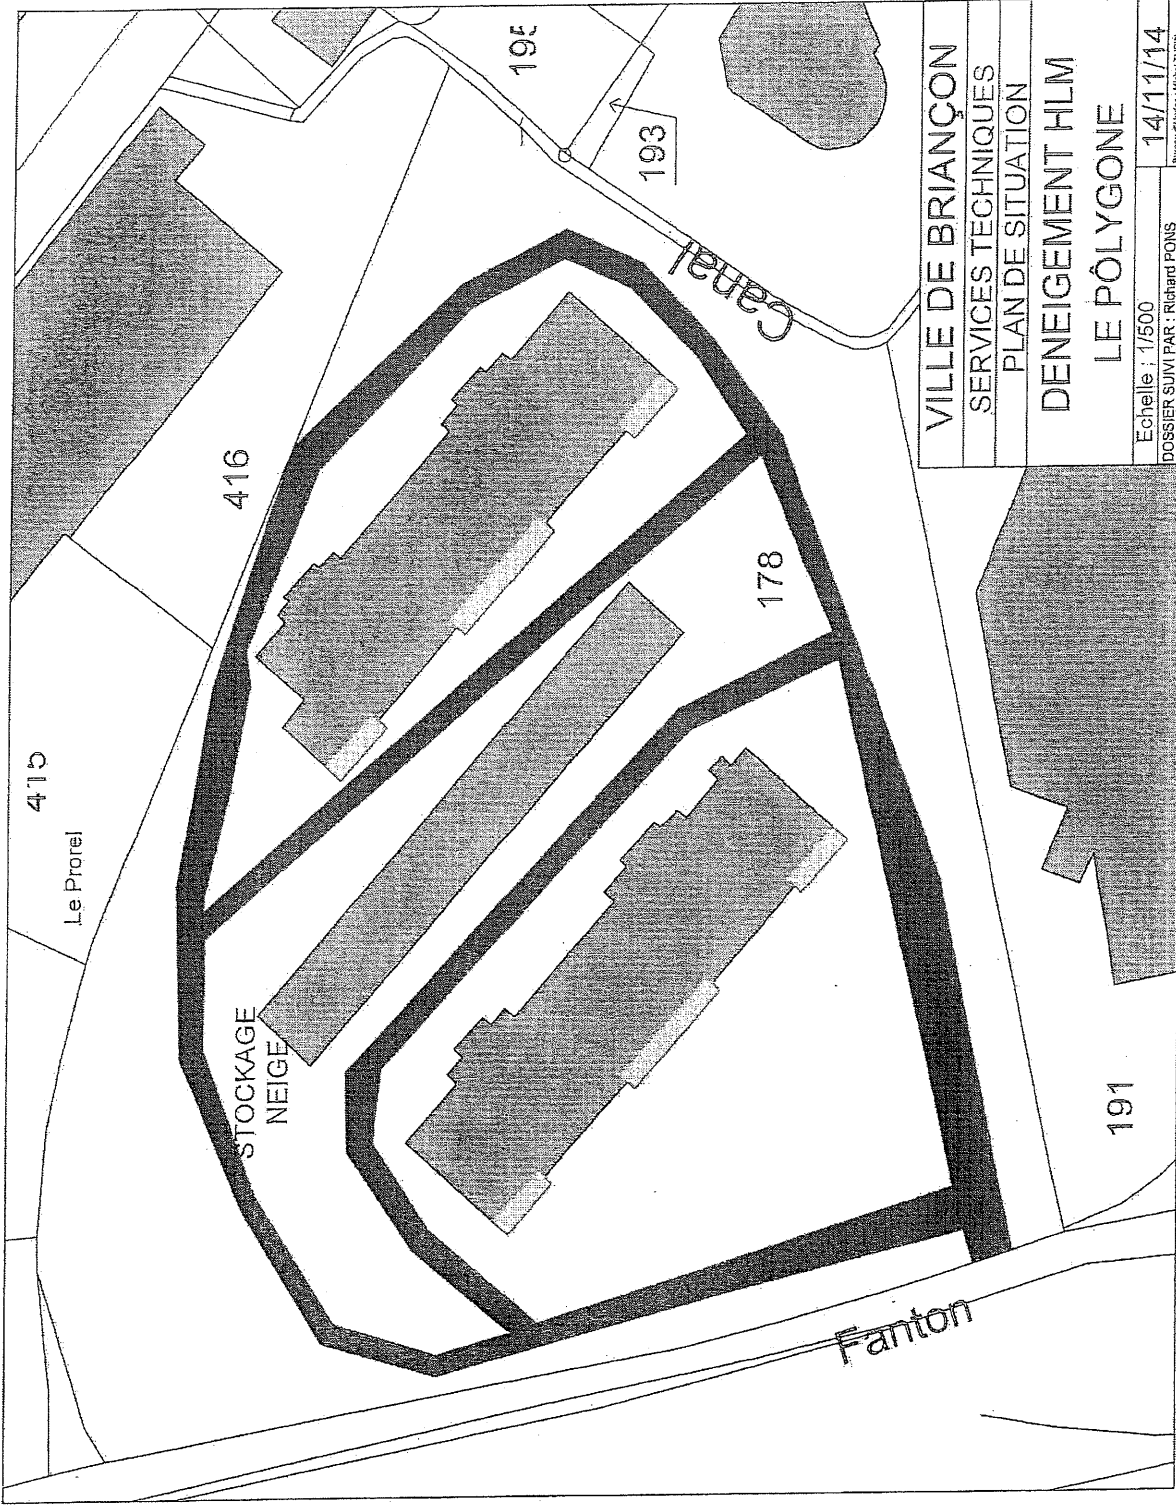 VILLE DE BRIANÇON
SERVICES TECHNIQUES
PLAN DE SITUATION
DENEIGEMENT HLM
LE PÔLYGONE
Echelle : 1/500
14/11/14
DOSSIER SUIVI PAR : Richard PONS
415
Le Prorel
416
195
193
Canal
178
STOCKAGE
NEIGE
191
Fanton